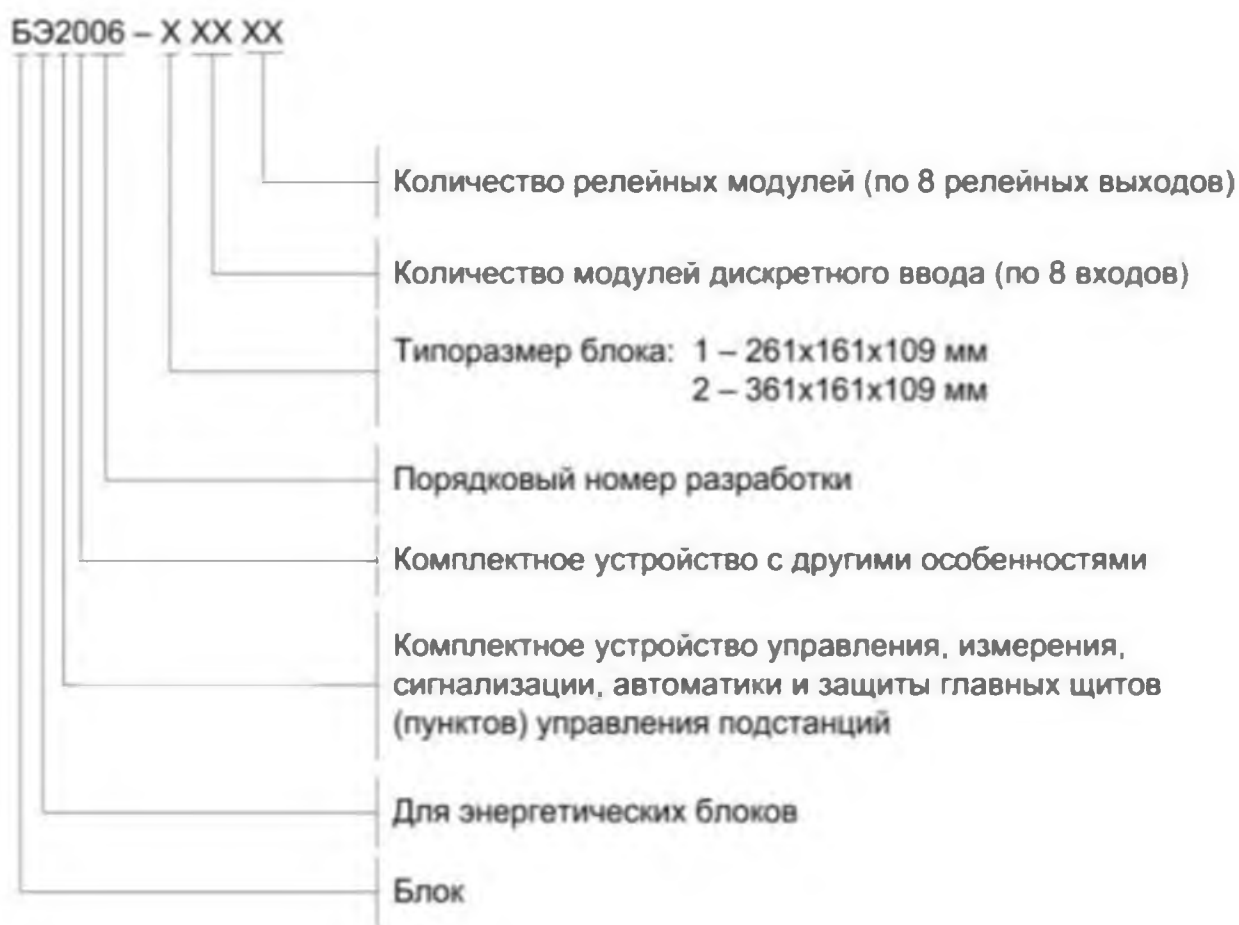 БЭ2006 – Х ХХ ХХ
Количество релейных модулей (по 8 релейных выходов)
Количество модулей дискретного ввода (по 8 входов)
Типоразмер блока: 1 – 261х161х109 мм
2 – 361х161х109 мм
Порядковый номер разработки
Комплектное устройство с другими особенностями
Комплектное устройство управления, измерения,
сигнализации, автоматики и защиты главных щитов
(пунктов) управления подстанций
Для энергетических блоков
Блок